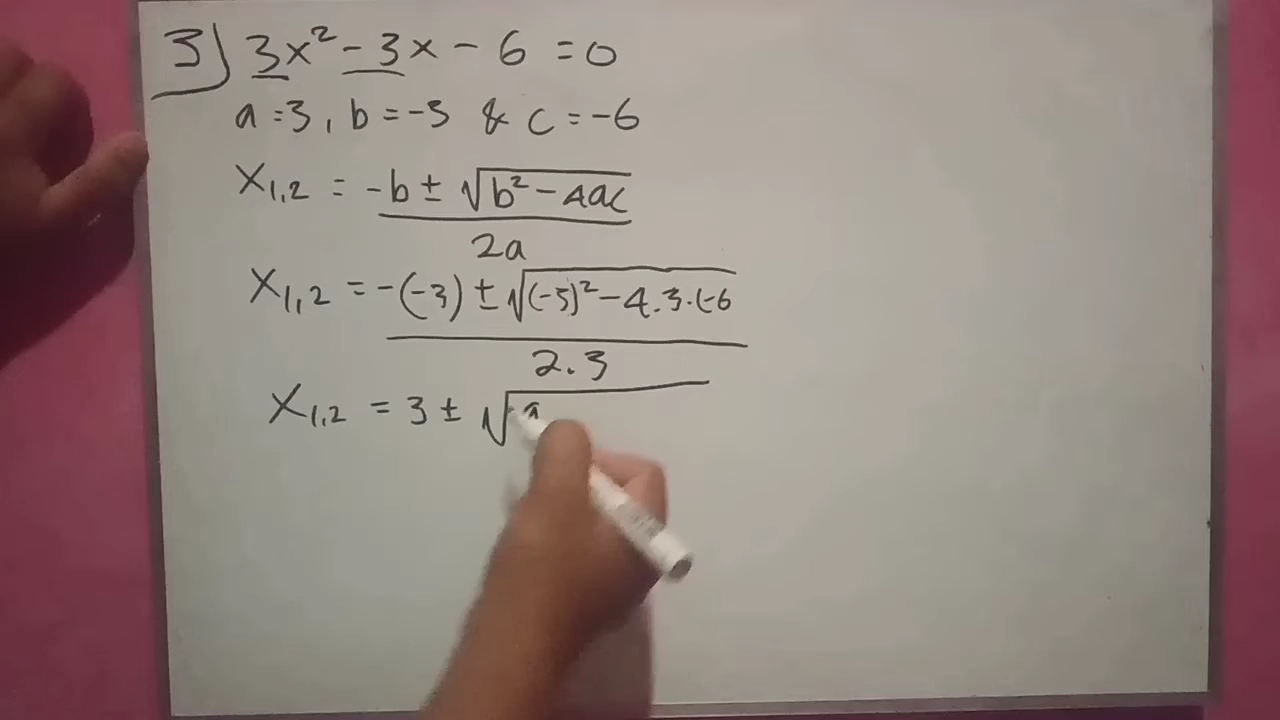 3) 3x² - 3x - 6 = 0
a = 3, b = -3 & c = -6
x₁,₂ = -b ± √(b² - 4ac)
2a
x₁,₂ = -(-3) ± √(-3)² - 4.3.(-6
2.3
x₁,₂ = 3 ± √